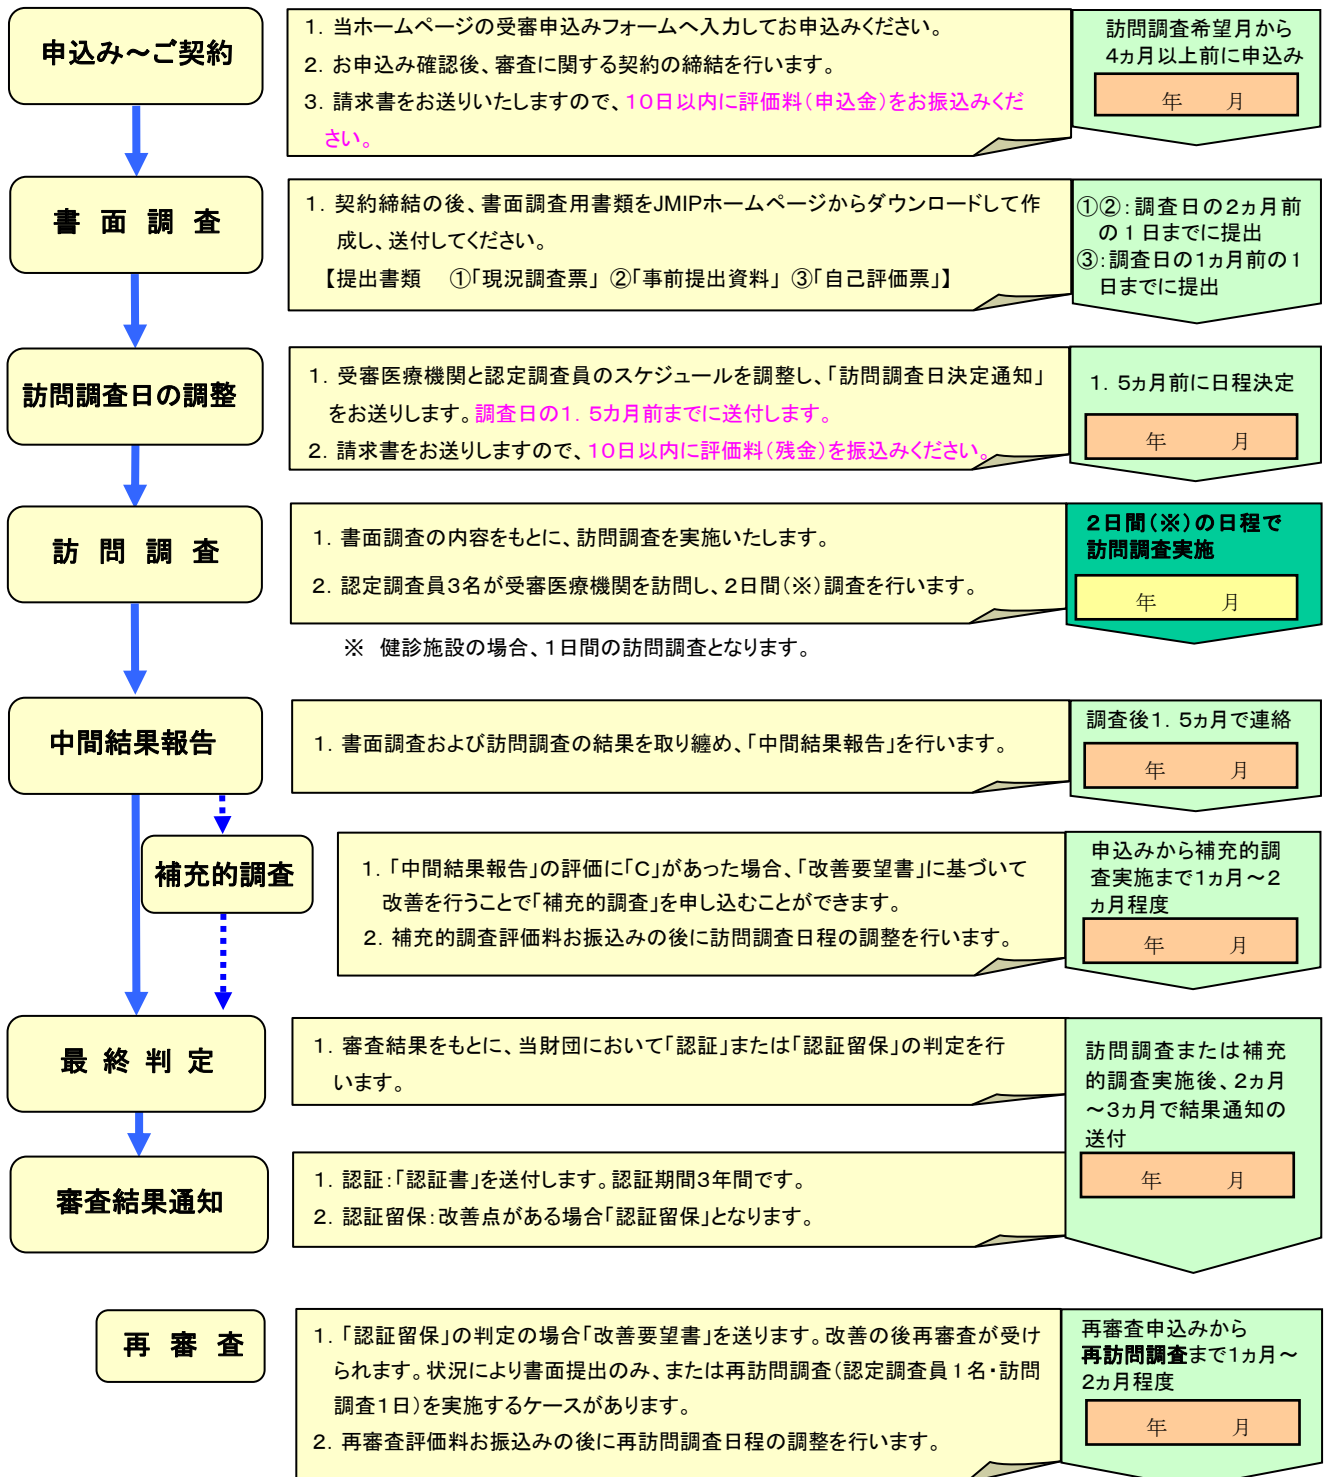 申込み～ご契約
1．当ホームページの受審申込みフォームへ入力してお申込みください。
2．お申込み確認後、審査に関する契約の締結を行います。
3．請求書をお送りいたしますので、10日以内に評価料（申込金）をお振込みくだ
さい。
訪問調査希望月から
4ヵ月以上前に申込み
年　月
書 面 調 査
1．契約締結の後、書面調査用書類をJMIPホームページからダウンロードして作
成し、送付してください。
【提出書類　①「現況調査票」 ②「事前提出資料」 ③「自己評価票」】
①②：調査日の2ヵ月前
の１日までに提出
③：調査日の1ヵ月前の１
日までに提出
訪問調査日の調整
1．受審医療機関と認定調査員のスケジュールを調整し、「訪問調査日決定通知」
をお送りします。調査日の1．5カ月前までに送付します。
2．請求書をお送りしますので、10日以内に評価料（残金）を振込みください。
1．5ヵ月前に日程決定
年　月
訪 問 調 査
1．書面調査の内容をもとに、訪問調査を実施いたします。
2．認定調査員3名が受審医療機関を訪問し、2日間（※）調査を行います。
※　健診施設の場合、1日間の訪問調査となります。
2日間（※）の日程で
訪問調査実施
年　月
中間結果報告
1．書面調査および訪問調査の結果を取り纏め、「中間結果報告」を行います。
調査後1．5ヵ月で連絡
年　月
補充的調査
1．「中間結果報告」の評価に「C」があった場合、「改善要望書」に基づいて
改善を行うことで「補充的調査」を申し込むことができます。
2．補充的調査評価料お振込みの後に訪問調査日程の調整を行います。
申込みから補充的調
査実施まで1ヵ月～2
ヵ月程度
年　月
最 終 判 定
1．審査結果をもとに、当財団において「認証」または「認証留保」の判定を行
います。
訪問調査または補充
的調査実施後、2ヵ月
～3ヵ月で結果通知の
送付
年　月
審査結果通知
1．認証：「認証書」を送付します。認証期間3年間です。
2．認証留保：改善点がある場合「認証留保」となります。
再 審 査
1．「認証留保」の判定の場合「改善要望書」を送ります。改善の後再審査が受け
られます。状況により書面提出のみ、または再訪問調査（認定調査員１名・訪問
調査1日）を実施するケースがあります。
2．再審査評価料お振込みの後に再訪問調査日程の調整を行います。
再審査申込みから
再訪問調査まで1ヵ月～
2ヵ月程度
年　月